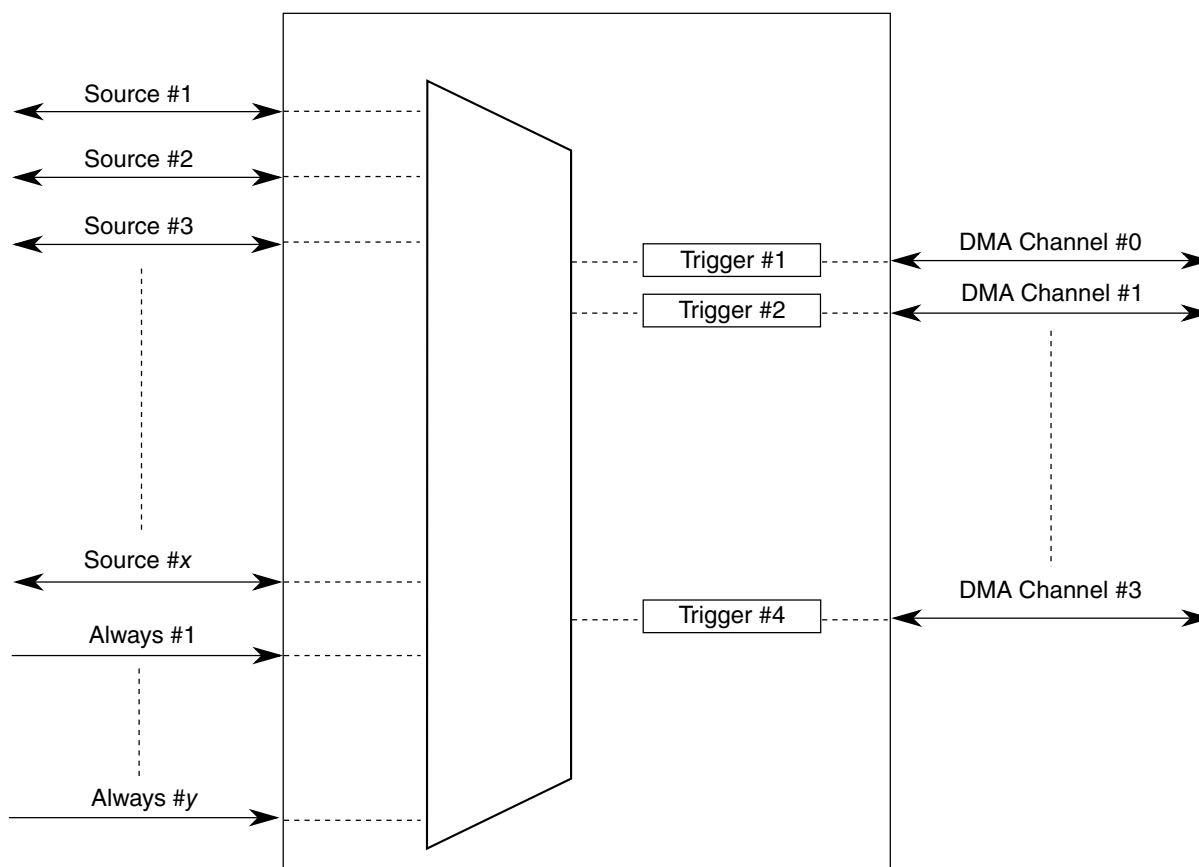 Source #1
Source #2
Source #3
Source #x
Always #1
Always #y
Trigger #1
Trigger #2
Trigger #4
DMA Channel #0
DMA Channel #1
DMA Channel #3